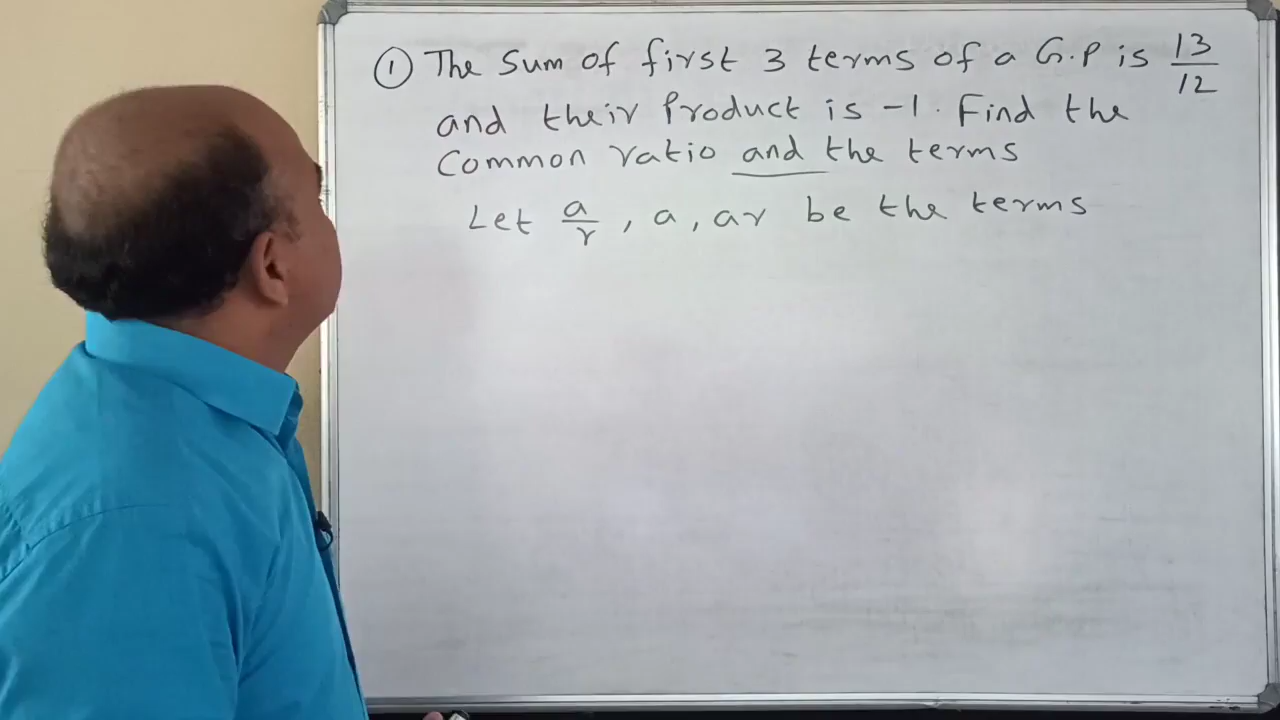 ① The Sum of first 3 terms of a G.P is 13/12
and their Product is -1. Find the
Common ratio and the terms
Let a/r, a, ar be the terms